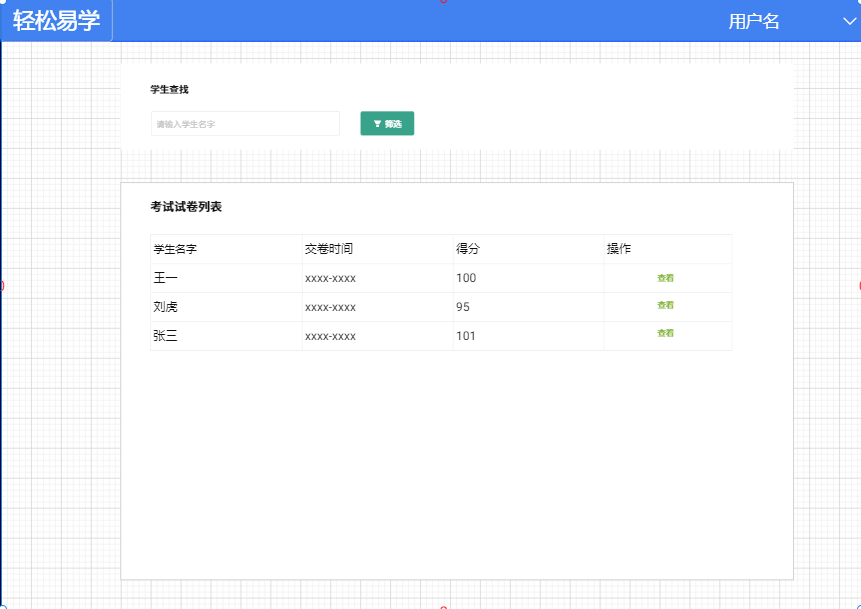 轻松易学 用户名
学生查找
请输入学生名字 筛选
考试试卷列表
学生名字 交卷时间 得分 操作
王一 xxxx-xxxx 100 查看
刘虎 xxxx-xxxx 95 查看
张三 xxxx-xxxx 101 查看